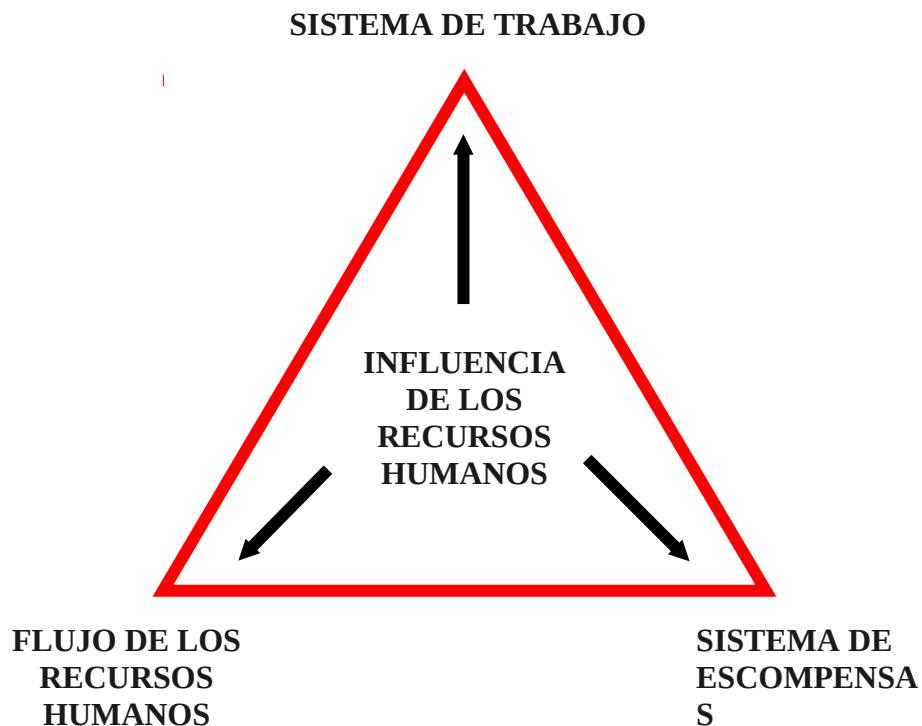 SISTEMA DE TRABAJO
INFLUENCIA
DE LOS
RECURSOS
HUMANOS
FLUJO DE LOS
RECURSOS
HUMANOS
SISTEMA DE
ESCOMPENSA
S